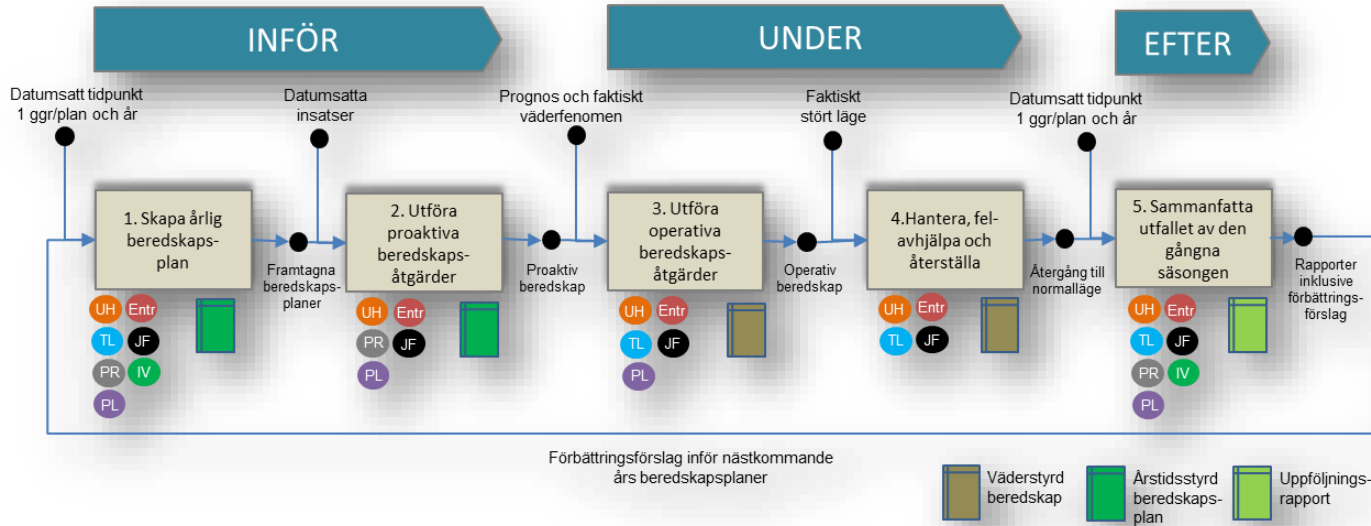 INFÖR
UNDER
EFTER
Datumsatt tidpunkt
1 ggr/plan och år
Datumsatta
insatser
Prognos och faktiskt
väderfenomen
Faktiskt
stört läge
Datumsatt tidpunkt
1 ggr/plan och år
1. Skapa årlig
beredskaps-
plan
2. Utföra
proaktiva
beredskaps-
åtgärder
3. Utföra
operativa
beredskaps-
åtgärder
4.Hantera, fel-
avhjälpa och
återställa
5. Sammanfatta
utfallet av den
gångna
säsongen
Framtagna
beredskaps-
planer
Proaktiv
beredskap
Operativ
beredskap
Återgång till
normalläge
Rapporter
inklusive
förbättrings-
förslag
UH Entr
TL JF
PR IV
PL
UH Entr
PR JF
PL
UH Entr
TL JF
PL
UH Entr
TL JF
UH Entr
TL JF
PR IV
PL
Förbättringsförslag inför nästkommande
års beredskapsplaner
Väderstyrd
beredskap
Årstidsstyrd
beredskaps-
plan
Uppföljnings-
rapport